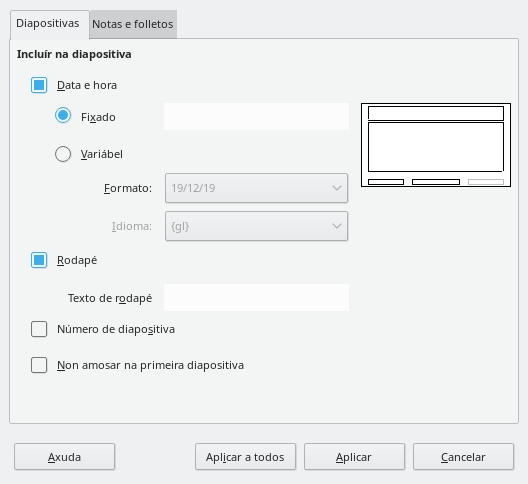 Diapositivas
Notas e folletos
Incluír na diapositiva
Data e hora
Fixado
Variábel
Formato:
19/12/19
Idioma:
{gl}
Rodapé
Texto de rodapé
Número de diapositiva
Non amosar na primeira diapositiva
Axuda
Aplicar a todos
Aplicar
Cancelar